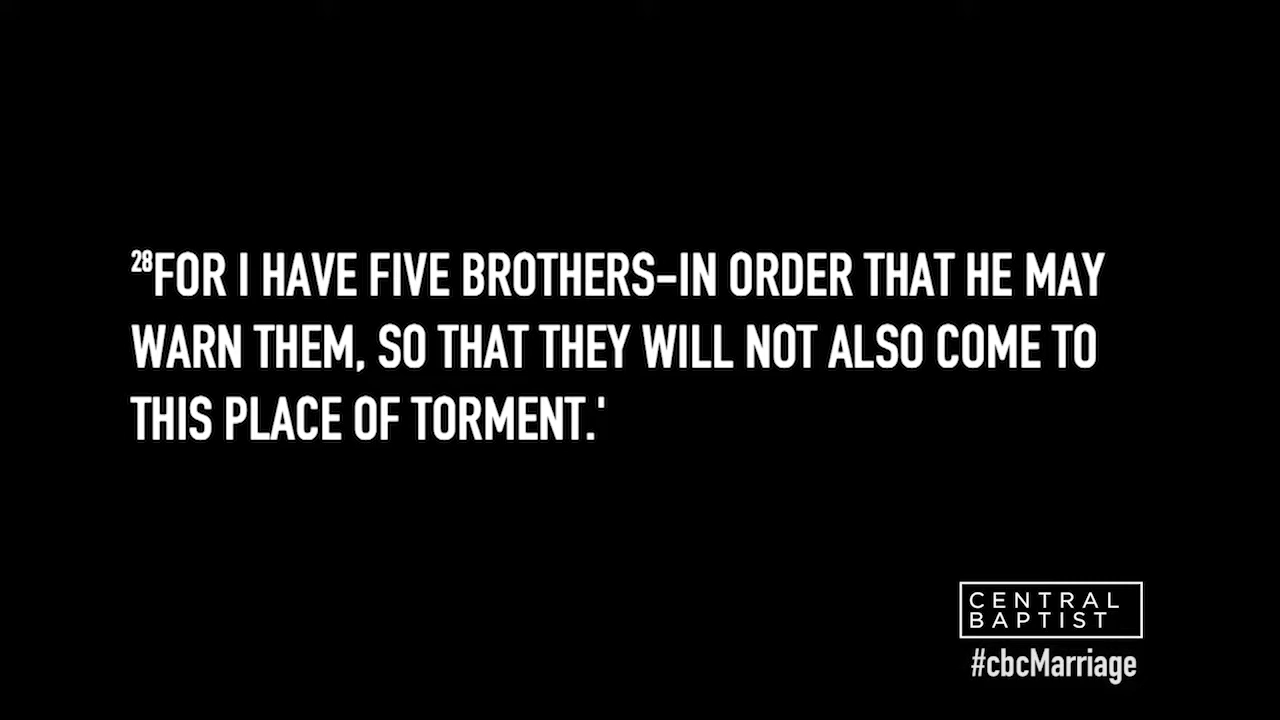 28FOR I HAVE FIVE BROTHERS-IN ORDER THAT HE MAY
WARN THEM, SO THAT THEY WILL NOT ALSO COME TO
THIS PLACE OF TORMENT.'
CENTRAL
BAPTIST
#cbcMarriage